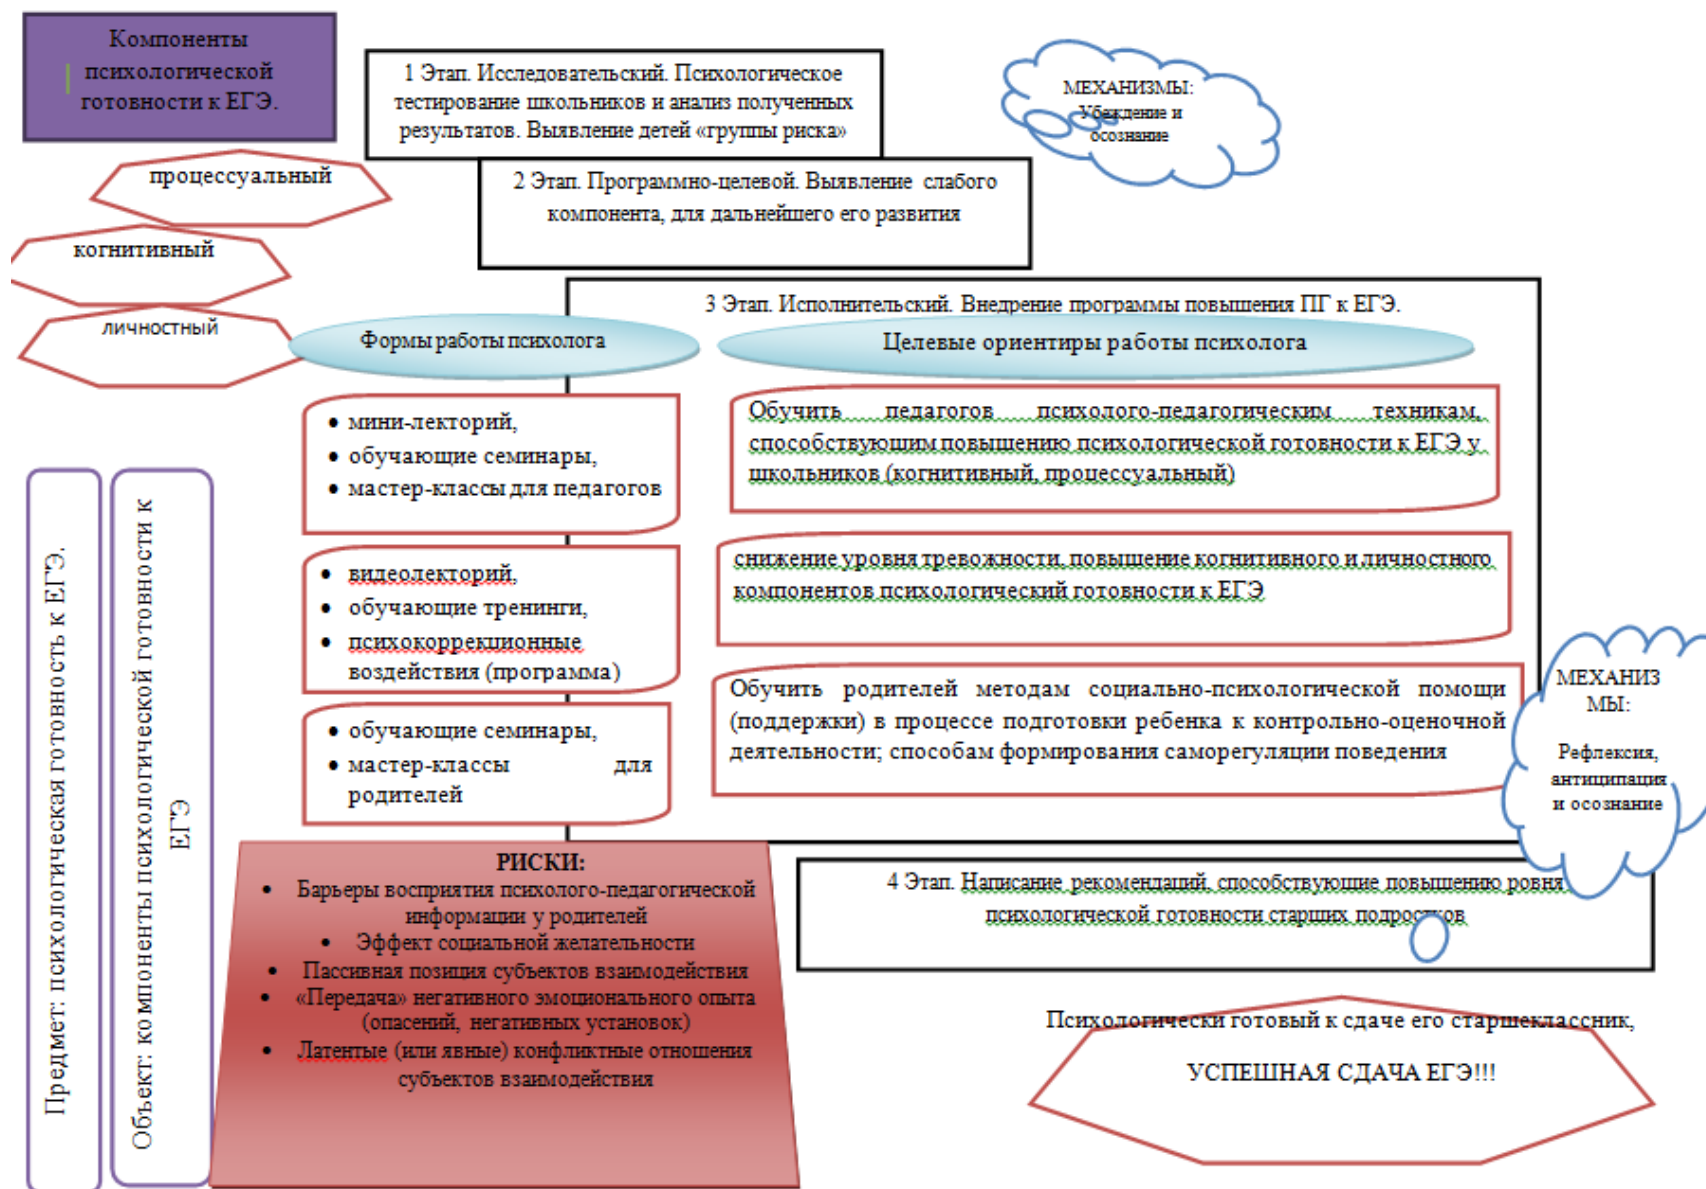 Компоненты
психологической
готовности к ЕГЭ.
процессуальный
когнитивный
личностный
1 Этап. Исследовательский. Психологическое
тестирование школьников и анализ полученных
результатов. Выявление детей «группы риска»
МЕХАНИЗМЫ:
Убеждение и
осознание
2 Этап. Программно-целевой. Выявление слабого
компонента, для дальнейшего его развития
3 Этап. Исполнительский. Внедрение программы повышения ПГ к ЕГЭ.
Формы работы психолога
Целевые ориентиры работы психолога
• мини-лекторий,
• обучающие семинары,
• мастер-классы для педагогов
Обучить педагогов психолого-педагогическим техникам,
способствующим повышению психологической готовности к ЕГЭ у
школьников (когнитивный, процессуальный)
• видеолекторий,
• обучающие тренинги,
• психокоррекционные
воздействия (программа)
снижение уровня тревожности, повышение когнитивного и личностного
компонентов психологический готовности к ЕГЭ
• обучающие семинары,
• мастер-классы для
родителей
Обучить родителей методам социально-психологической помощи
(поддержки) в процессе подготовки ребенка к контрольно-оценочной
деятельности; способам формирования саморегуляции поведения
МЕХАНИЗ
МЫ:
Рефлексия,
антиципация
и осознание
Предмет: психологическая готовность к ЕГЭ.
Объект: компоненты психологической готовности к
ЕГЭ
РИСКИ:
• Барьеры восприятия психолого-педагогической
информации у родителей
• Эффект социальной желательности
• Пассивная позиция субъектов взаимодействия
• «Передача» негативного эмоционального опыта
(опасений, негативных установок)
• Латентые (или явные) конфликтные отношения
субъектов взаимодействия
4 Этап. Написание рекомендаций, способствующие повышению ровня
психологической готовности старших подростков
Психологически готовый к сдаче его старшеклассник,
УСПЕШНАЯ СДАЧА ЕГЭ!!!